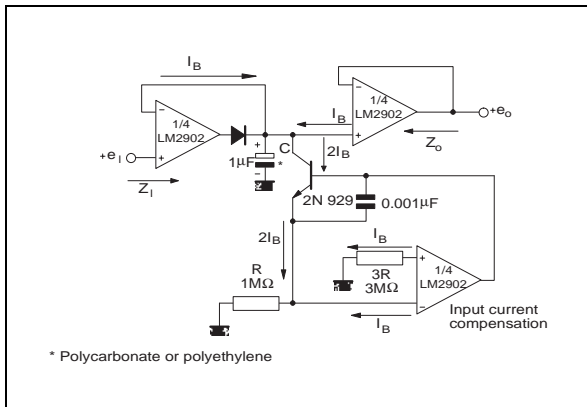 I_B
1/4
LM2902
+e_I
Z_I
+
1µF
*
C
I_B
2I_B
1/4
LM2902
+e_o
Z_o
2N 929
0.001µF
2I_B
R
1MΩ
I_B
3R
3MΩ
1/4
LM2902
I_B
Input current
compensation
* Polycarbonate or polyethylene